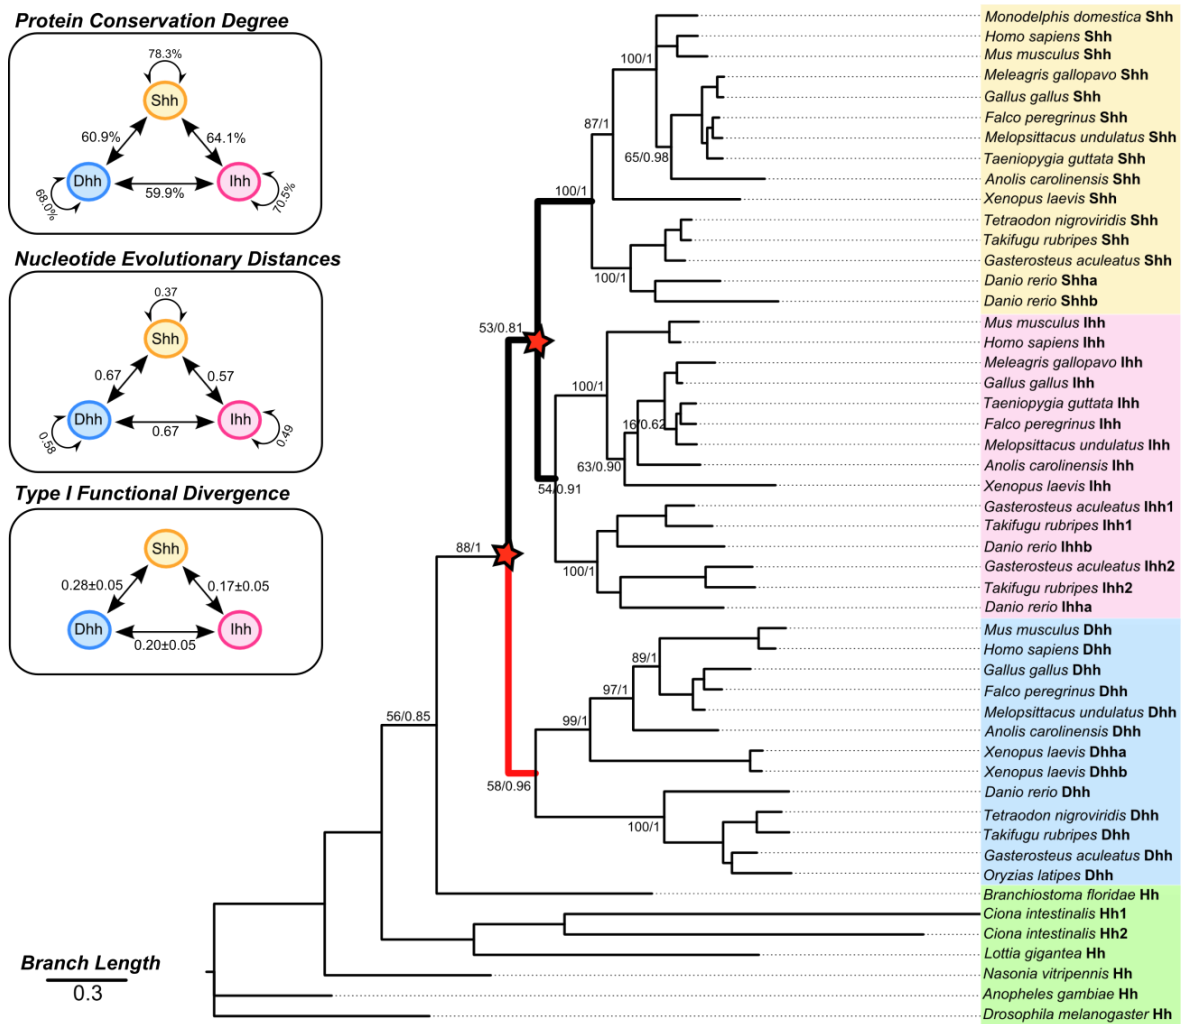 Protein Conservation Degree
78.3%
Shh
60.9%
64.1%
Dhh
59.9%
Ihh
68.0%
70.5%
Nucleotide Evolutionary Distances
0.37
Shh
0.67
0.57
Dhh
0.67
Ihh
0.58
0.49
Type I Functional Divergence
Shh
0.28±0.05
0.17±0.05
Dhh
0.20±0.05
Ihh
Branch Length
0.3
100/1
87/1
65/0.98
100/1
100/1
53/0.81
100/1
16/0.62
63/0.90
54/0.91
100/1
88/1
89/1
97/1
99/1
58/0.96
100/1
56/0.85
Monodelphis domestica Shh
Homo sapiens Shh
Mus musculus Shh
Meleagris gallopavo Shh
Gallus gallus Shh
Falco peregrinus Shh
Melopsittacus undulatus Shh
Taeniopygia guttata Shh
Anolis carolinensis Shh
Xenopus laevis Shh
Tetraodon nigroviridis Shh
Takifugu rubripes Shh
Gasterosteus aculeatus Shh
Danio rerio Shha
Danio rerio Shhb
Mus musculus Ihh
Homo sapiens Ihh
Meleagris gallopavo Ihh
Gallus gallus Ihh
Taeniopygia guttata Ihh
Falco peregrinus Ihh
Melopsittacus undulatus Ihh
Anolis carolinensis Ihh
Xenopus laevis Ihh
Gasterosteus aculeatus Ihh1
Takifugu rubripes Ihh1
Danio rerio Ihhb
Gasterosteus aculeatus Ihh2
Takifugu rubripes Ihh2
Danio rerio Ihha
Mus musculus Dhh
Homo sapiens Dhh
Gallus gallus Dhh
Falco peregrinus Dhh
Melopsittacus undulatus Dhh
Anolis carolinensis Dhh
Xenopus laevis Dhha
Xenopus laevis Dhhb
Danio rerio Dhh
Tetraodon nigroviridis Dhh
Takifugu rubripes Dhh
Gasterosteus aculeatus Dhh
Oryzias latipes Dhh
Branchiostoma floridae Hh
Ciona intestinalis Hh1
Ciona intestinalis Hh2
Lottia gigantea Hh
Nasonia vitripennis Hh
Anopheles gambiae Hh
Drosophila melanogaster Hh